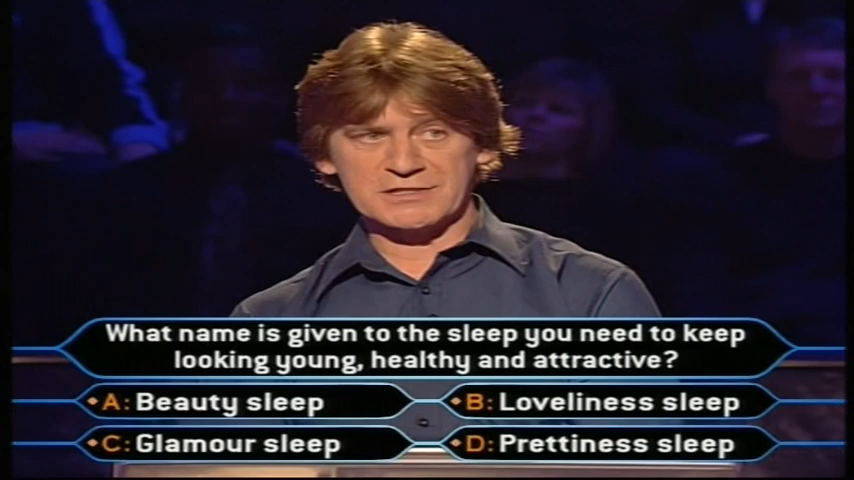 What name is given to the sleep you need to keep
looking young, healthy and attractive?
A: Beauty sleep
B: Loveliness sleep
C: Glamour sleep
D: Prettiness sleep